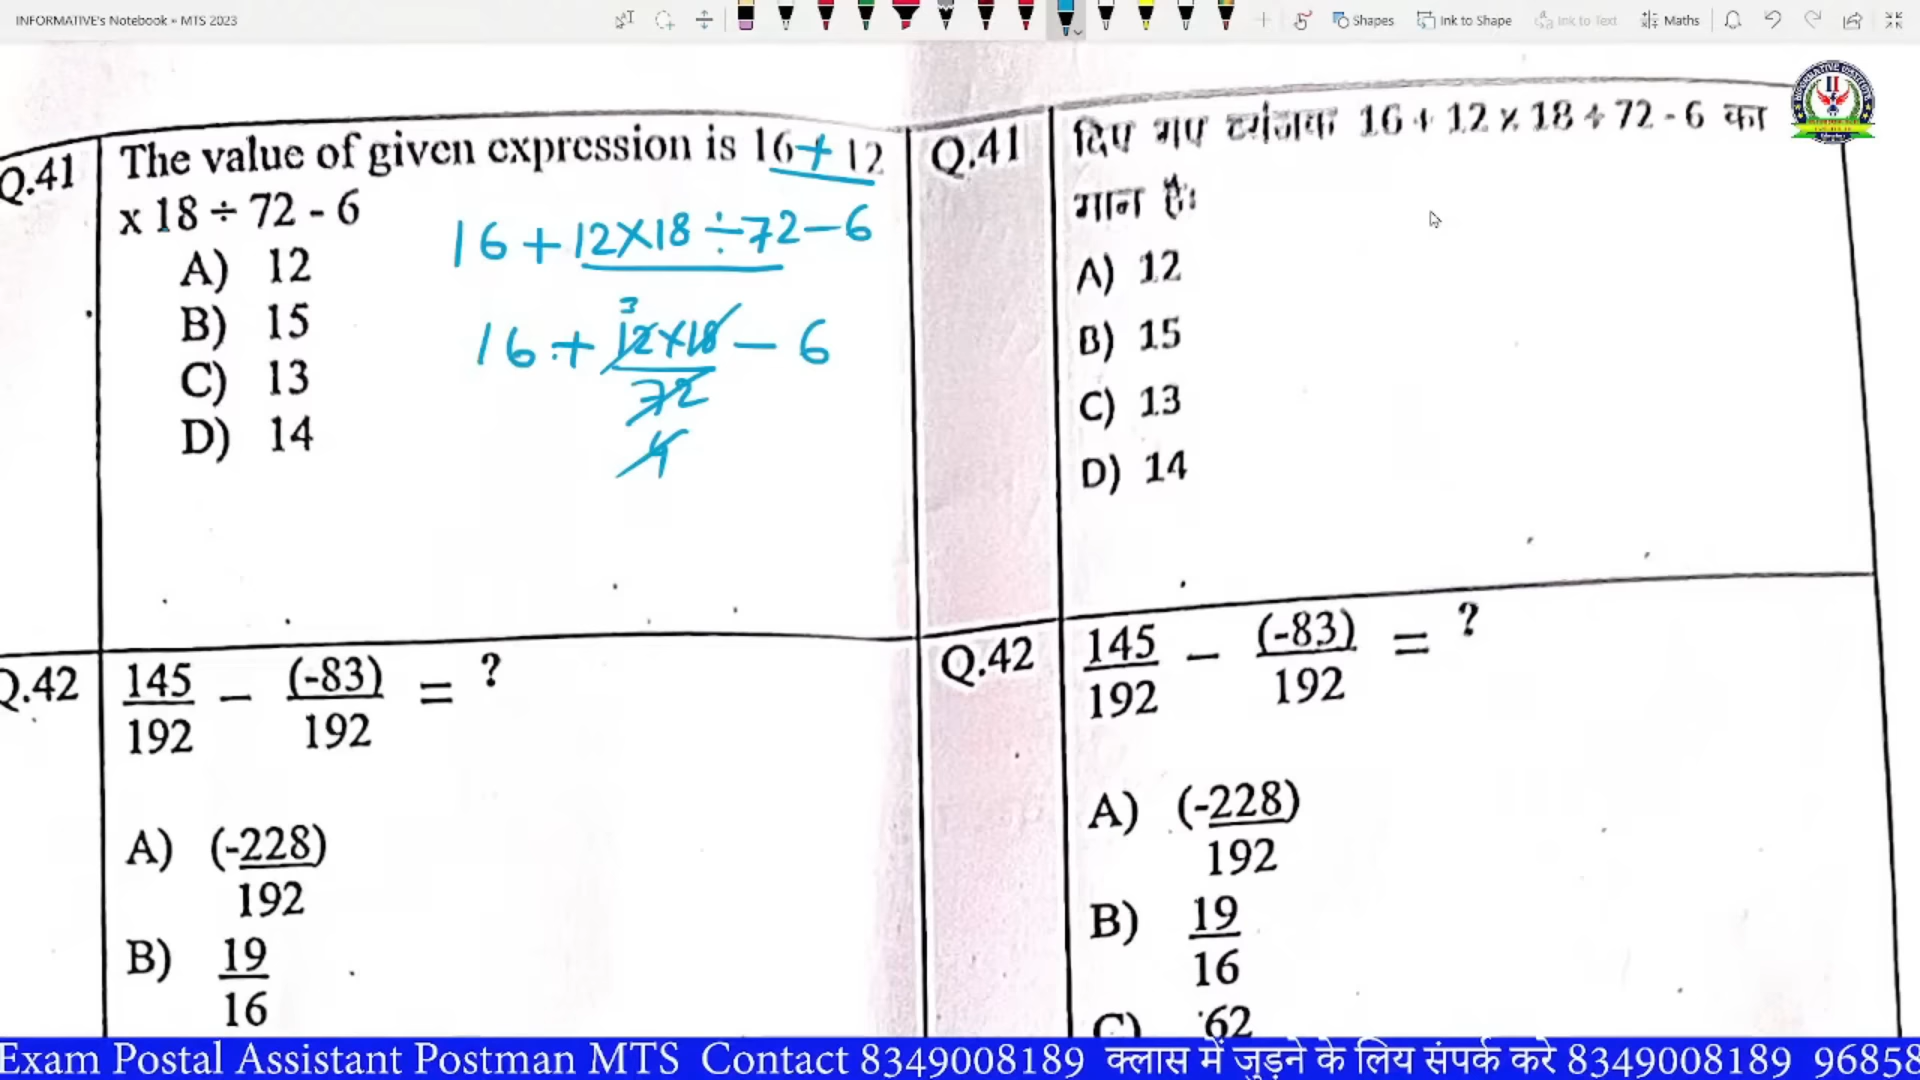 INFORMATIVE's Notebook » MTS 2023
Shapes Ink to Shape Ink to Text Maths
Q.41 The value of given expression is 16 + 12
x 18 ÷ 72 - 6
16 + 12 × 18 ÷ 72 − 6
A) 12
B) 15
16 + 12×18 − 6
3
72
4
C) 13
D) 14
Q.41 दिए गए व्यंजक 16 + 12 x 18 ÷ 72 - 6 का
मान है:
A) 12
B) 15
C) 13
D) 14
Q.42 145/192 − (-83)/192 = ?
A) (-228)/192
B) 19/16
Q.42 145/192 − (-83)/192 = ?
A) (-228)/192
B) 19/16
C) 62
Exam Postal Assistant Postman MTS Contact 8349008189 क्लास में जुड़ने के लिय संपर्क करे 8349008189 96858